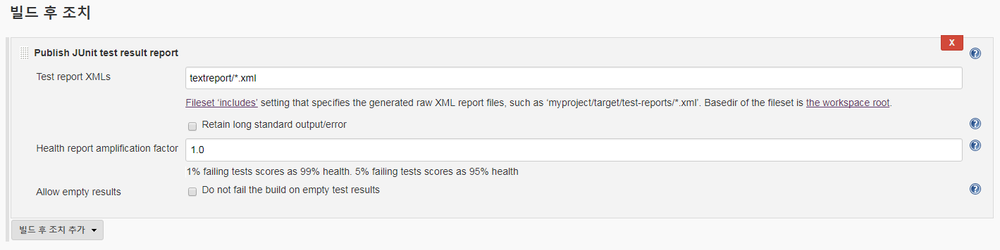 빌드 후 조치
X
Publish JUnit test result report
Test report XMLs
textreport/*.xml
Fileset ‘includes’ setting that specifies the generated raw XML report files, such as ‘myproject/target/test-reports/*.xml’. Basedir of the fileset is the workspace root.
Retain long standard output/error
Health report amplification factor
1.0
1% failing tests scores as 99% health. 5% failing tests scores as 95% health
Allow empty results
Do not fail the build on empty test results
빌드 후 조치 추가